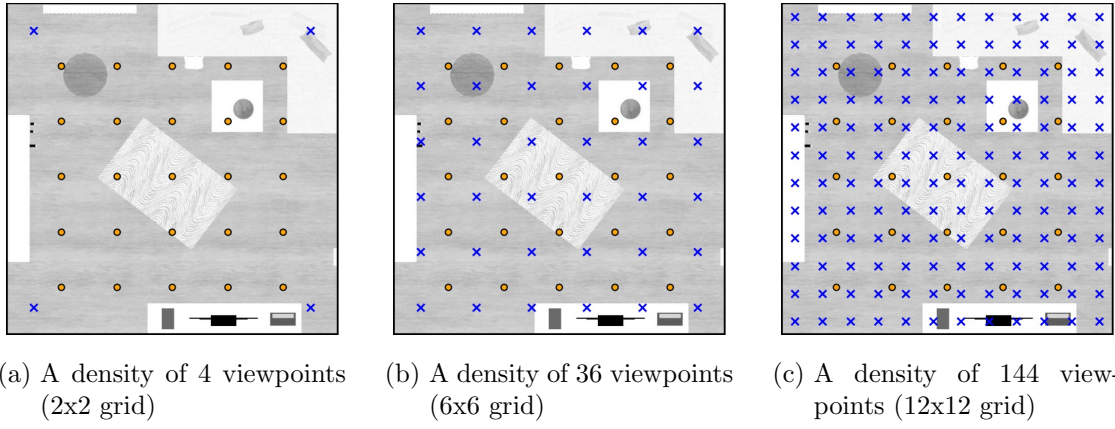 (a) A density of 4 viewpoints
(2x2 grid)
(b) A density of 36 viewpoints
(6x6 grid)
(c) A density of 144 view-
points (12x12 grid)